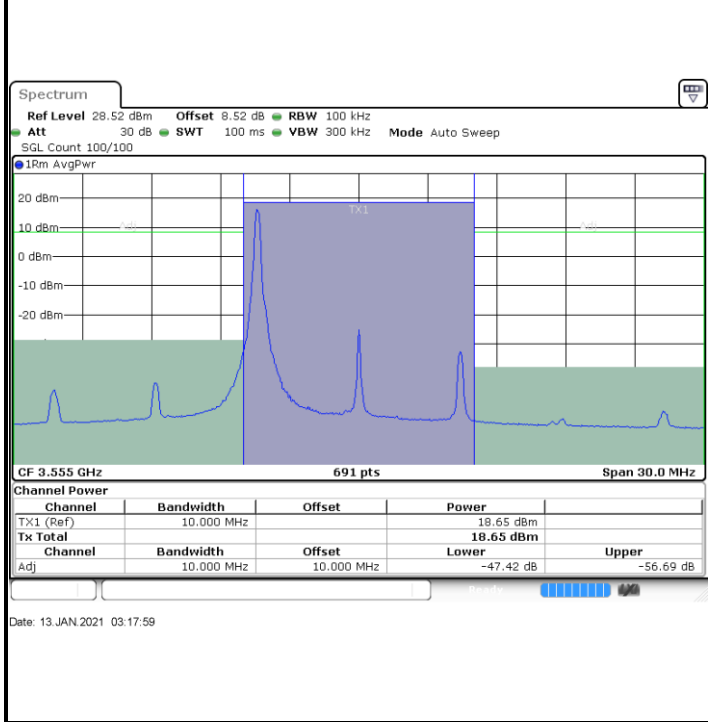 Spectrum
Ref Level 28.52 dBm Offset 8.52 dB RBW 100 kHz
Att 30 dB SWT 100 ms VBW 300 kHz Mode Auto Sweep
SGL Count 100/100
1Rm AvgPwr
20 dBm
TX1
10 dBm Adj Adj
0 dBm
-10 dBm
-20 dBm
CF 3.555 GHz 691 pts Span 30.0 MHz
Channel Power
Channel Bandwidth Offset Power
TX1 (Ref) 10.000 MHz 18.65 dBm
Tx Total 18.65 dBm
Channel Bandwidth Offset Lower Upper
Adj 10.000 MHz 10.000 MHz -47.42 dB -56.69 dB
Ready
Date: 13.JAN.2021 03:17:59